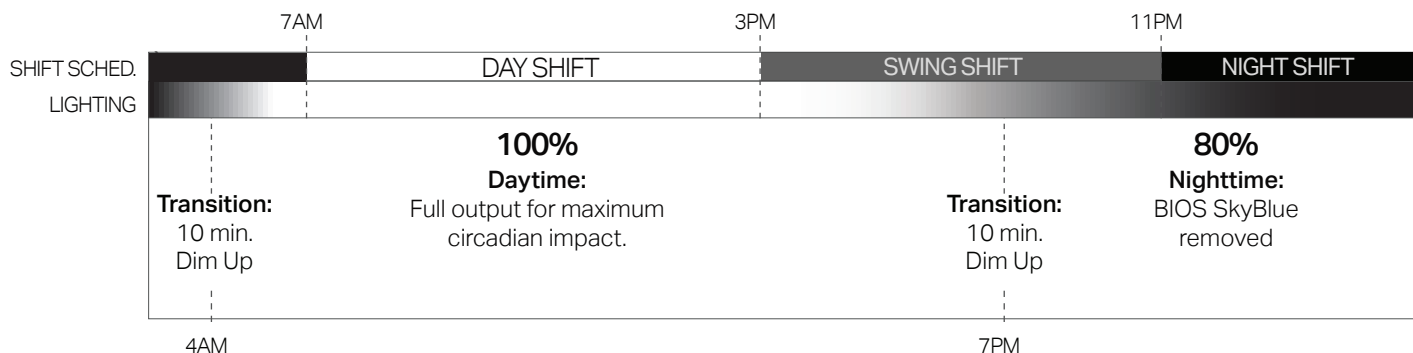 7AM
3PM
11PM
SHIFT SCHED.
DAY SHIFT
SWING SHIFT
NIGHT SHIFT
LIGHTING
100%
Daytime:
Full output for maximum
circadian impact.
80%
Nighttime:
BIOS SkyBlue
removed
Transition:
10 min.
Dim Up
Transition:
10 min.
Dim Up
4AM
7PM